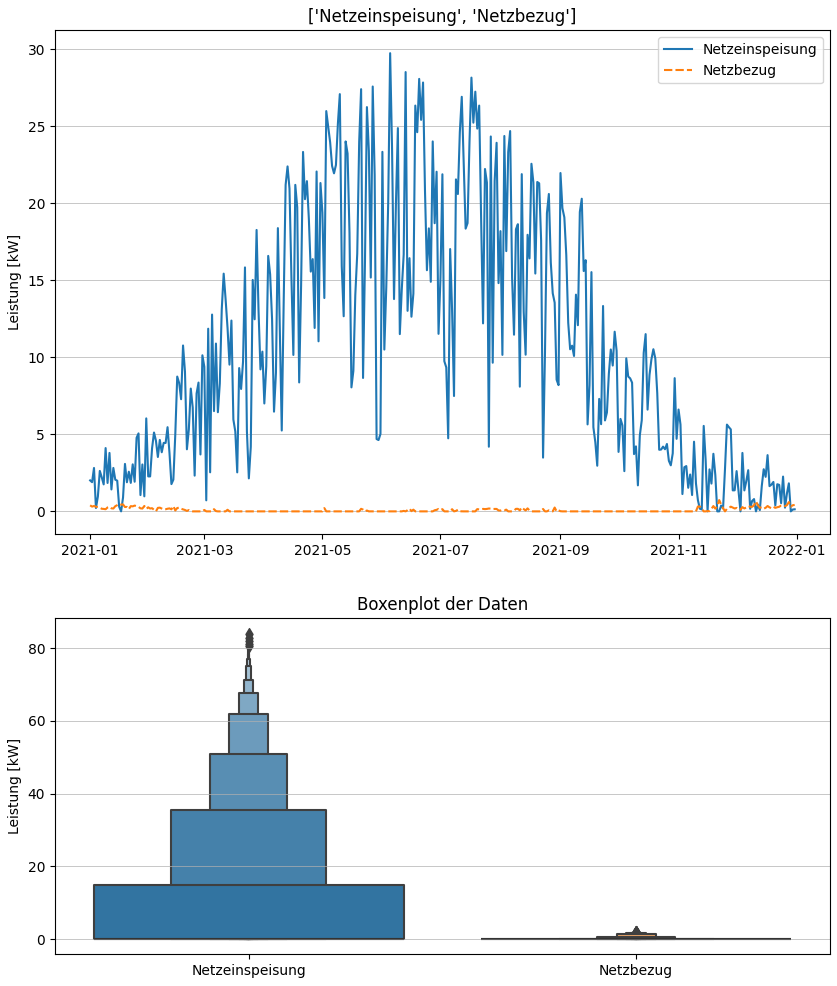 ['Netzeinspeisung', 'Netzbezug']
30
25
20
15
10
5
0
Leistung [kW]
Netzeinspeisung
Netzbezug
2021-01
2021-03
2021-05
2021-07
2021-09
2021-11
2022-01
Boxenplot der Daten
80
60
40
20
0
Leistung [kW]
Netzeinspeisung
Netzbezug